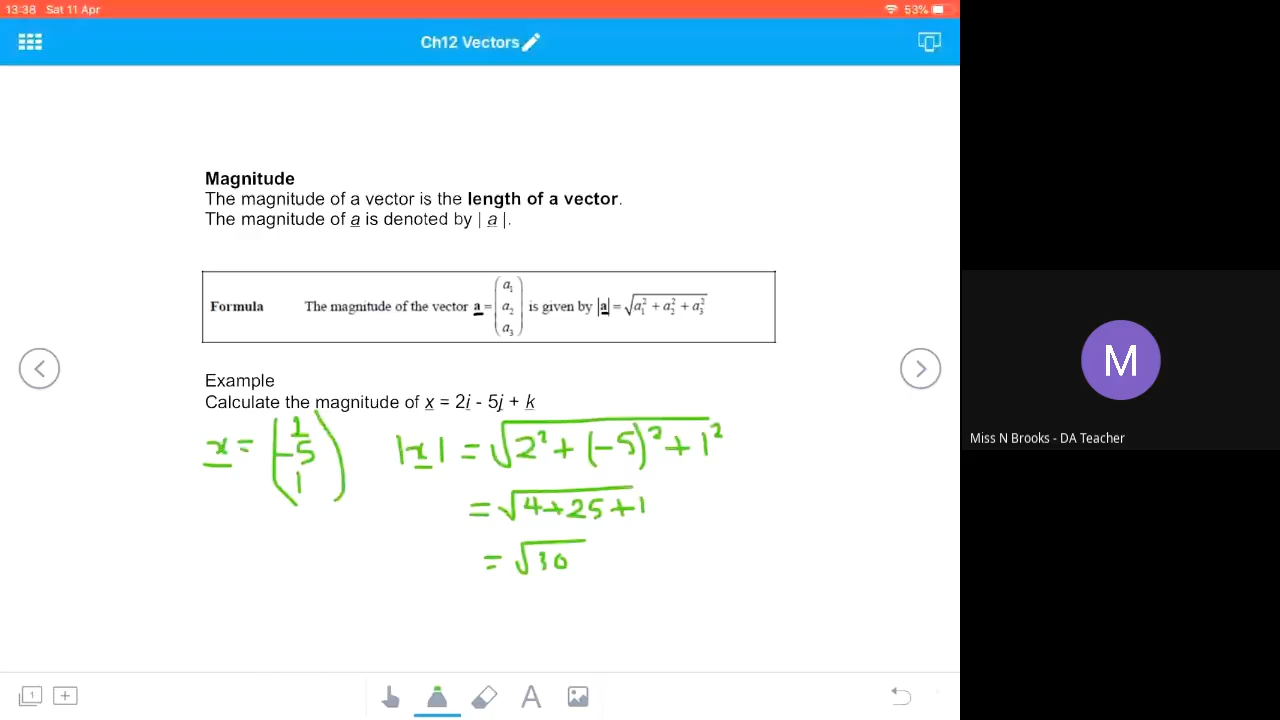 13:38 Sat 11 Apr
53%
Ch12 Vectors
Magnitude
The magnitude of a vector is the length of a vector.
The magnitude of a is denoted by | a |.
Formula The magnitude of the vector a = (a₁ a₂ a₃) is given by |a| = √a₁² + a₂² + a₃²
Example
Calculate the magnitude of x = 2i - 5j + k
x = (2 -5 1) |x| = √2² + (-5)² + 1²
= √4+25+1
= √30
M
Miss N Brooks - DA Teacher
1
A